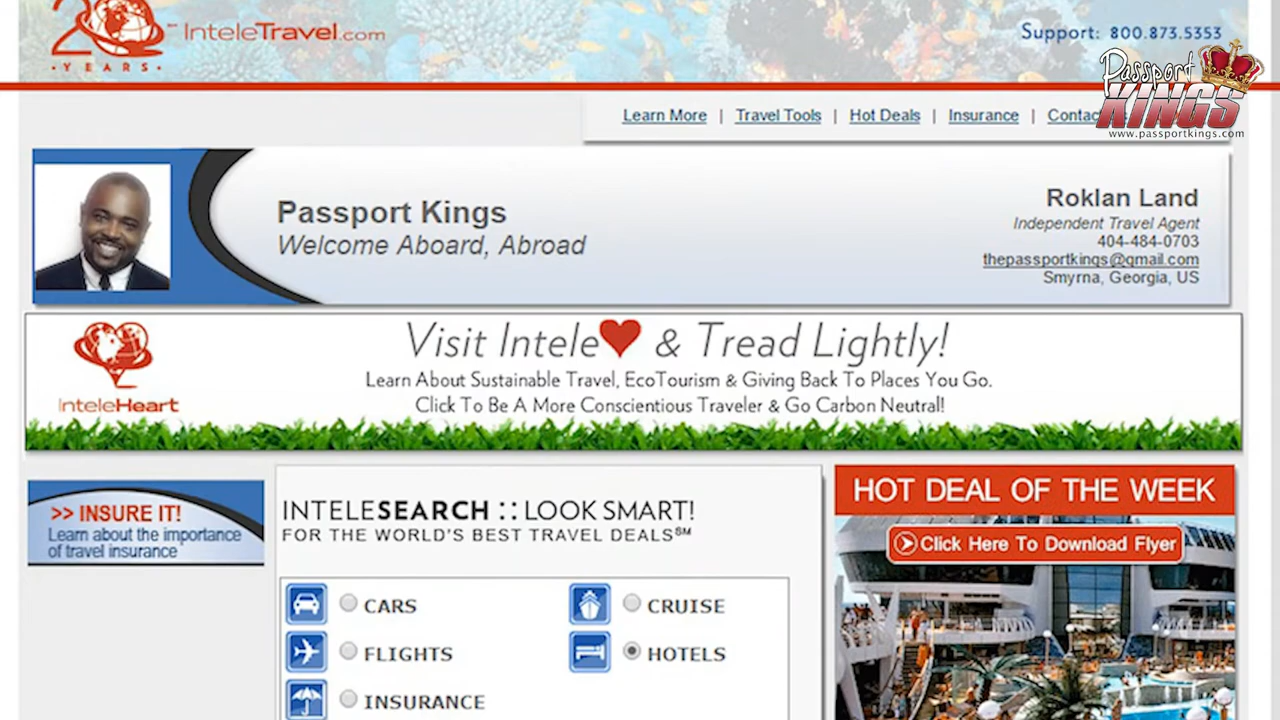 20
YEARS
InteleTravel.com
Support: 800.873.5353
Passport
KINGS
www.passportkings.com
Learn More | Travel Tools | Hot Deals | Insurance |
Passport Kings
Welcome Aboard, Abroad
Roklan Land
Independent Travel Agent
404-484-0703
thepassportkings@gmail.com
Smyrna, Georgia, US
Visit Intele & Tread Lightly!
Learn About Sustainable Travel, EcoTourism & Giving Back To Places You Go.
Click To Be A More Conscientious Traveler & Go Carbon Neutral!
InteleHeart
>> INSURE IT!
Learn about the importance
of travel insurance
INTELESEARCH :: LOOK SMART!
FOR THE WORLD'S BEST TRAVEL DEALS℠
CARS
CRUISE
FLIGHTS
HOTELS
INSURANCE
HOT DEAL OF THE WEEK
Click Here To Download Flyer